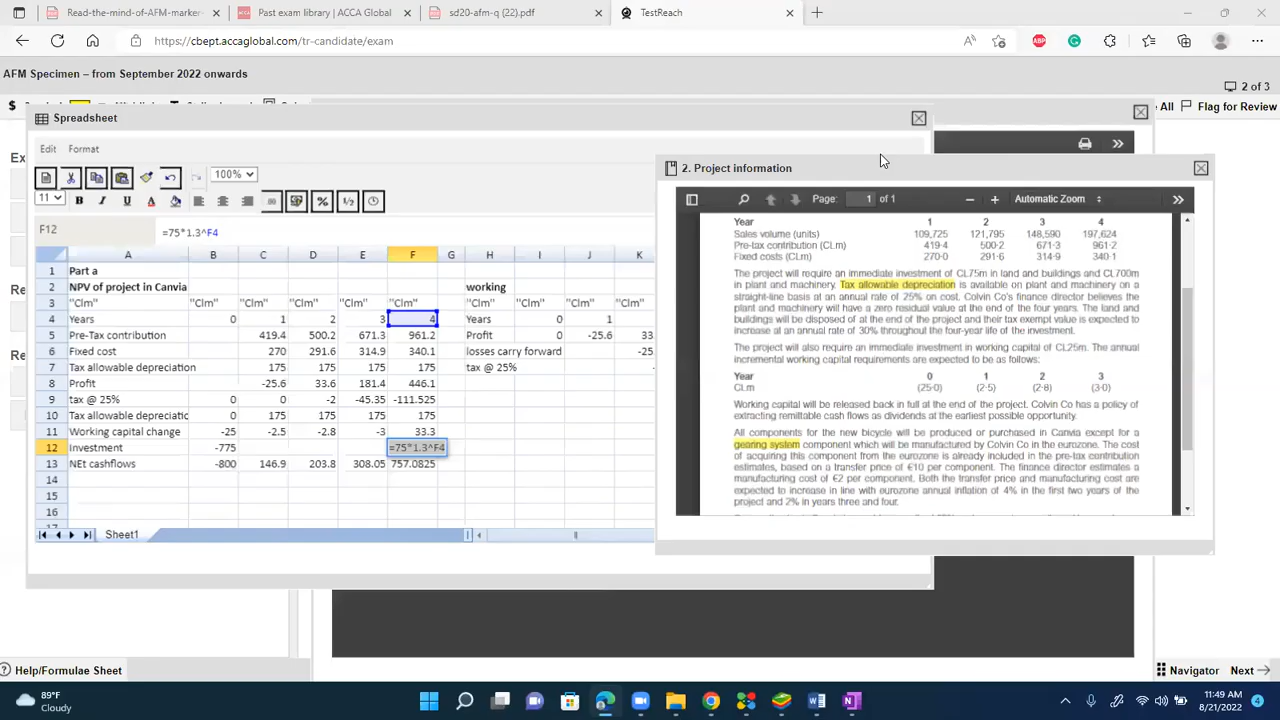 Read-the-mind-of-AFM-marker-
Past exam library | ACCA Global
sd20-afm-q (22).pdf
TestReach
https://cbept.accaglobal.com/tr-candidate/exam
AFM Specimen – from September 2022 onwards
2 of 3
All Flag for Review
Spreadsheet
Edit Format
100%
11
F12 =75*1.3^F4
A B C D E F G H I J K
1 Part a
2 NPV of project in Canvia working
3 "Clm" "Clm" "Clm" "Clm" "Clm" "Clm" "Clm" "Clm" "Clm" "Clm"
4 Years 0 1 2 3 4 Years 0 1
5 Pre-Tax contribution 419.4 500.2 671.3 961.2 Profit -25.6 33.
6 Fixed cost 270 291.6 314.9 340.1 losses carry forward -25
7 Tax allowable depreciation 175 175 175 175 tax @ 25%
8 Profit -25.6 33.6 181.4 446.1
9 tax @ 25% 0 0 -2 -45.35 -111.525
10 Tax allowable depreciatic 0 175 175 175 175
11 Working capital change -25 -2.5 -2.8 -3 33.3
12 Investment -775 =75*1.3^F4
13 NEt cashflows -800 146.9 203.8 308.05 757.0825
14
15
16
17
Sheet1
2. Project information
Page: 1 of 1
Automatic Zoom
Year 1 2 3 4
Sales volume (units) 109,725 121,795 148,590 197,624
Pre-tax contribution (CLm) 419·4 500·2 671·3 961·2
Fixed costs (CLm) 270·0 291·6 314·9 340·1
The project will require an immediate investment of CL75m in land and buildings and CL700m
in plant and machinery. Tax allowable depreciation is available on plant and machinery on a
straight-line basis at an annual rate of 25% on cost. Colvin Co's finance director believes the
plant and machinery will have a zero residual value at the end of the four years. The land and
buildings will be disposed of at the end of the project and their tax exempt value is expected to
increase at an annual rate of 30% throughout the four-year life of the investment.
The project will also require an immediate investment in working capital of CL25m. The annual
incremental working capital requirements are expected to be as follows:
Year 0 1 2 3
CLm (25·0) (2·5) (2·8) (3·0)
Working capital will be released back in full at the end of the project. Colvin Co has a policy of
extracting remittable cash flows as dividends at the earliest possible opportunity.
All components for the new bicycle will be produced or purchased in Canvia except for a
gearing system component which will be manufactured by Colvin Co in the eurozone. The cost
of acquiring this component from the eurozone is already included in the pre-tax contribution
estimates, based on a transfer price of €10 per component. The finance director estimates a
manufacturing cost of €2 per component. Both the transfer price and manufacturing cost are
expected to increase in line with eurozone annual inflation of 4% in the first two years of the
project and 2% in years three and four.
Help/Formulae Sheet
Navigator
Next
89°F
Cloudy
11:49 AM
8/21/2022
4